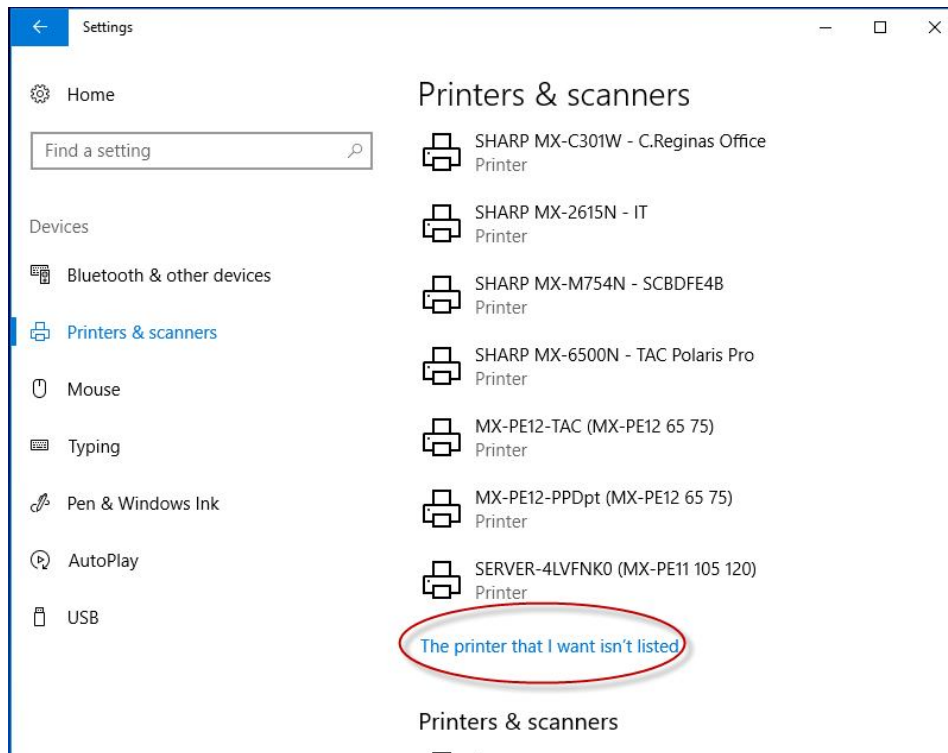 Settings
Home
Find a setting
Devices
Bluetooth & other devices
Printers & scanners
Mouse
Typing
Pen & Windows Ink
AutoPlay
USB
Printers & scanners
SHARP MX-C301W - C.Reginas Office
Printer
SHARP MX-2615N - IT
Printer
SHARP MX-M754N - SCBDFE4B
Printer
SHARP MX-6500N - TAC Polaris Pro
Printer
MX-PE12-TAC (MX-PE12 65 75)
Printer
MX-PE12-PPDpt (MX-PE12 65 75)
Printer
SERVER-4LVFNK0 (MX-PE11 105 120)
Printer
The printer that I want isn't listed
Printers & scanners